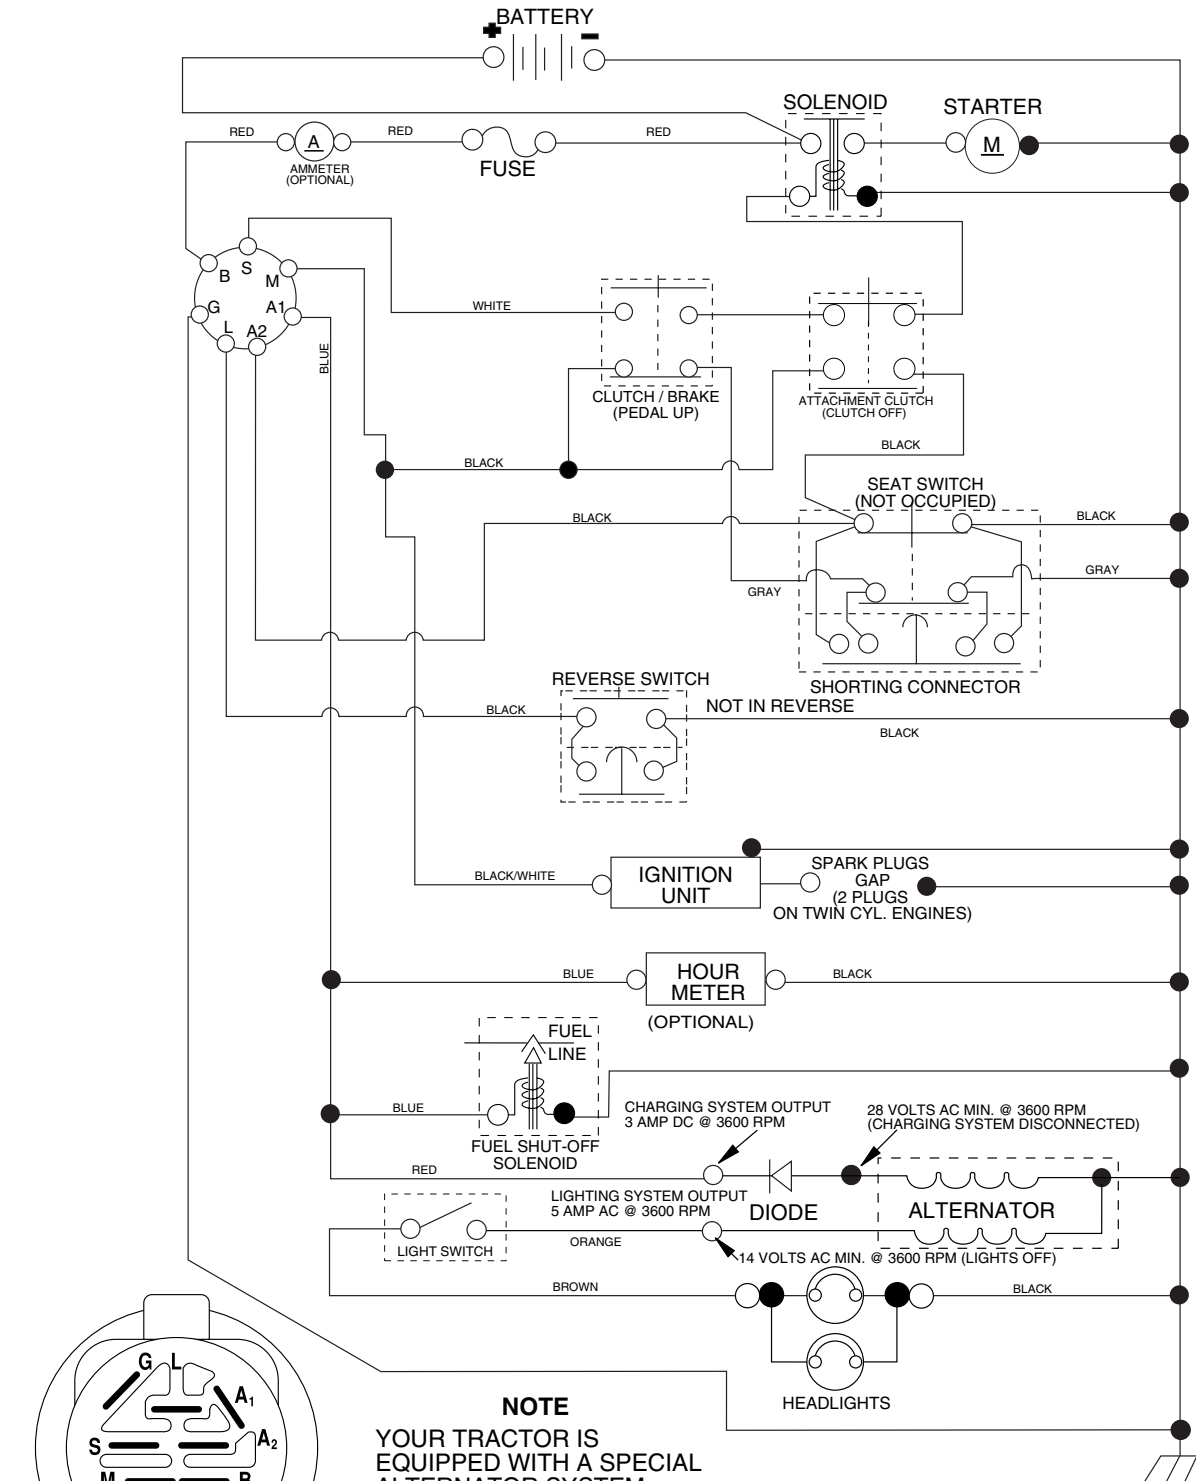 BATTERY
SOLENOID
STARTER
RED
A
RED
RED
M
AMMETER
(OPTIONAL)
FUSE
B
S
M
G
A1
L
A2
BLUE
WHITE
CLUTCH / BRAKE
(PEDAL UP)
ATTACHMENT CLUTCH
(CLUTCH OFF)
BLACK
BLACK
SEAT SWITCH
(NOT OCCUPIED)
BLACK
BLACK
GRAY
GRAY
SHORTING CONNECTOR
REVERSE SWITCH
NOT IN REVERSE
BLACK
BLACK
BLACK/WHITE
IGNITION
UNIT
SPARK PLUGS
GAP
(2 PLUGS
ON TWIN CYL. ENGINES)
BLUE
HOUR
METER
BLACK
(OPTIONAL)
FUEL
LINE
BLUE
FUEL SHUT-OFF
SOLENOID
CHARGING SYSTEM OUTPUT
3 AMP DC @ 3600 RPM
28 VOLTS AC MIN. @ 3600 RPM
(CHARGING SYSTEM DISCONNECTED)
RED
LIGHTING SYSTEM OUTPUT
5 AMP AC @ 3600 RPM
DIODE
ALTERNATOR
LIGHT SWITCH
ORANGE
14 VOLTS AC MIN. @ 3600 RPM (LIGHTS OFF)
BROWN
BLACK
HEADLIGHTS
G
L
A1
S
A2
M
B
NOTE
YOUR TRACTOR IS
EQUIPPED WITH A SPECIAL
ALTERNATOR SYSTEM